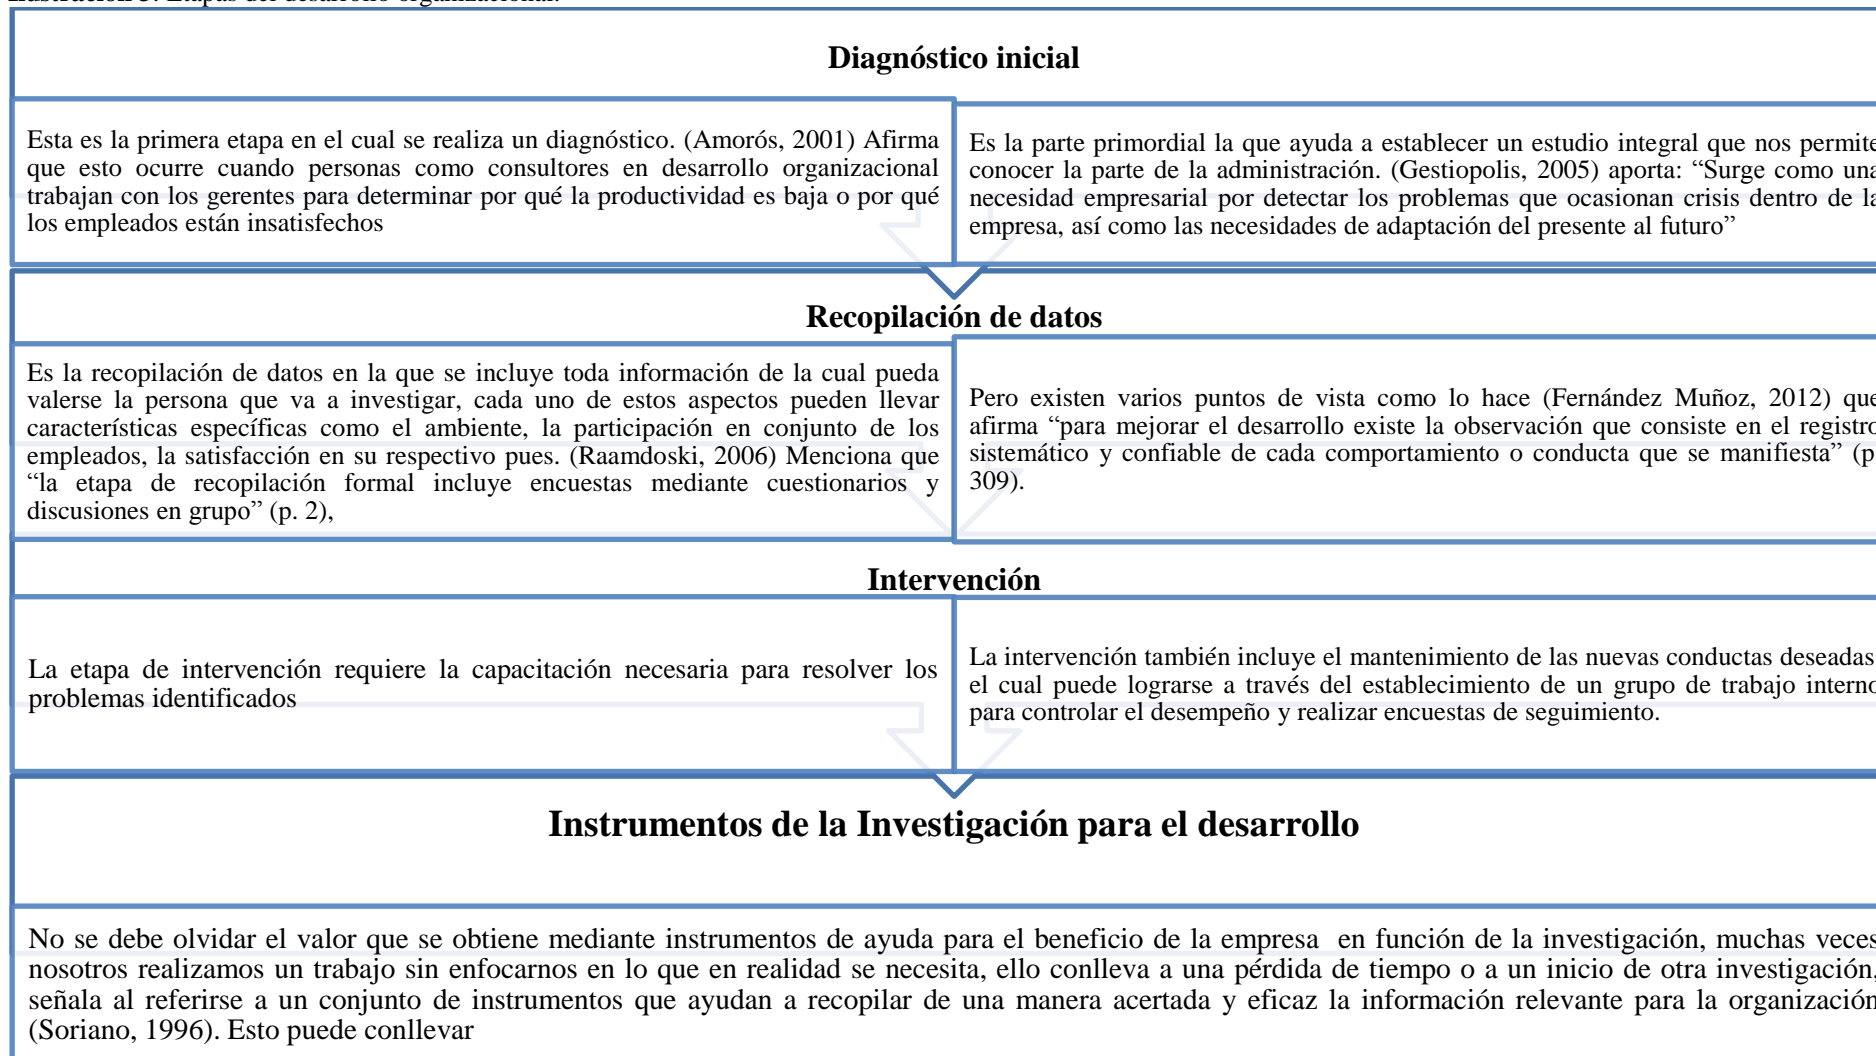 Diagnóstico inicial
Esta es la primera etapa en el cual se realiza un diagnóstico. (Amorós, 2001) Afirma
que esto ocurre cuando personas como consultores en desarrollo organizacional
trabajan con los gerentes para determinar por qué la productividad es baja o por qué
los empleados están insatisfechos
Es la parte primordial la que ayuda a establecer un estudio integral que nos permite
conocer la parte de la administración. (Gestiopolis, 2005) aporta: “Surge como una
necesidad empresarial por detectar los problemas que ocasionan crisis dentro de la
empresa, así como las necesidades de adaptación del presente al futuro”
Recopilación de datos
Es la recopilación de datos en la que se incluye toda información de la cual pueda
valerse la persona que va a investigar, cada uno de estos aspectos pueden llevar
características específicas como el ambiente, la participación en conjunto de los
empleados, la satisfacción en su respectivo pues. (Raamdoski, 2006) Menciona que
“la etapa de recopilación formal incluye encuestas mediante cuestionarios y
discusiones en grupo” (p. 2),
Pero existen varios puntos de vista como lo hace (Fernández Muñoz, 2012) que
afirma “para mejorar el desarrollo existe la observación que consiste en el registro
sistemático y confiable de cada comportamiento o conducta que se manifiesta” (p
309).
Intervención
La etapa de intervención requiere la capacitación necesaria para resolver los
problemas identificados
La intervención también incluye el mantenimiento de las nuevas conductas deseadas
el cual puede lograrse a través del establecimiento de un grupo de trabajo interno
para controlar el desempeño y realizar encuestas de seguimiento.
Instrumentos de la Investigación para el desarrollo
No se debe olvidar el valor que se obtiene mediante instrumentos de ayuda para el beneficio de la empresa en función de la investigación, muchas veces
nosotros realizamos un trabajo sin enfocarnos en lo que en realidad se necesita, ello conlleva a una pérdida de tiempo o a un inicio de otra investigación,
señala al referirse a un conjunto de instrumentos que ayudan a recopilar de una manera acertada y eficaz la información relevante para la organización
(Soriano, 1996). Esto puede conllevar